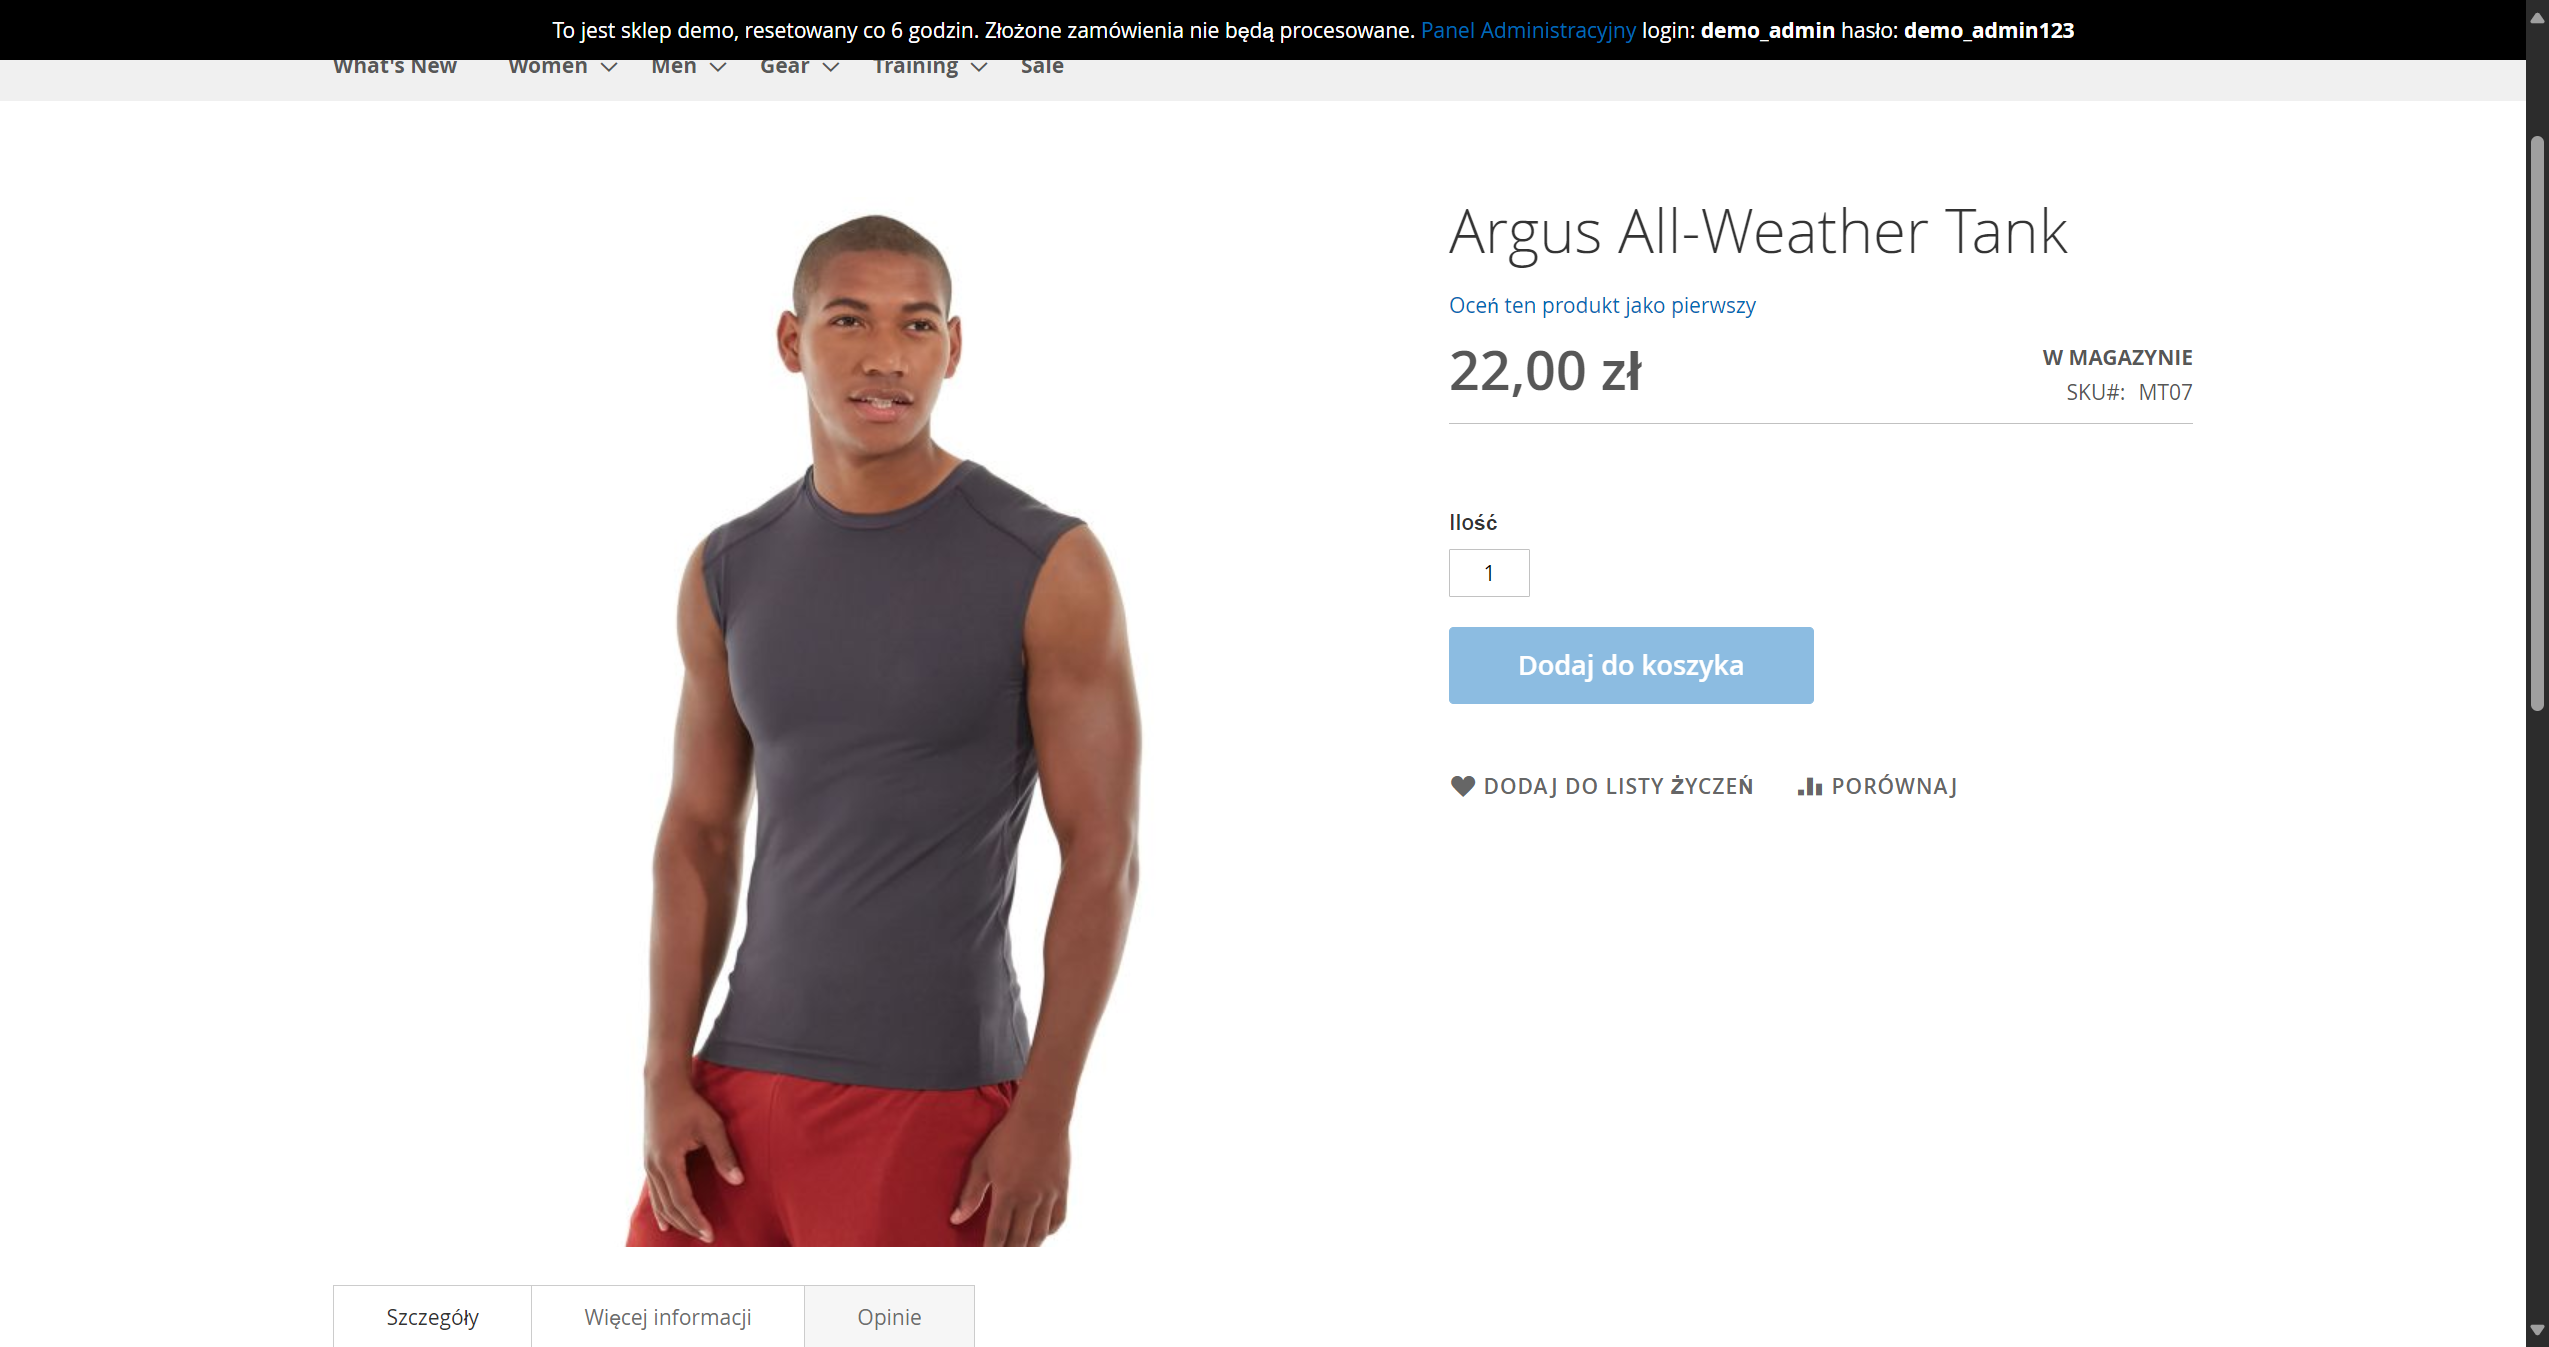 To jest sklep demo, resetowany co 6 godzin. Złożone zamówienia nie będą procesowane. Panel Administracyjny login: demo_admin hasło: demo_admin123
What's New Women Men Gear Training Sale
Argus All-Weather Tank
Oceń ten produkt jako pierwszy
22,00 zł
W MAGAZYNIE
SKU#: MT07
Ilość
1
Dodaj do koszyka
DODAJ DO LISTY ŻYCZEŃ PORÓWNAJ
Szczegóły Więcej informacji Opinie